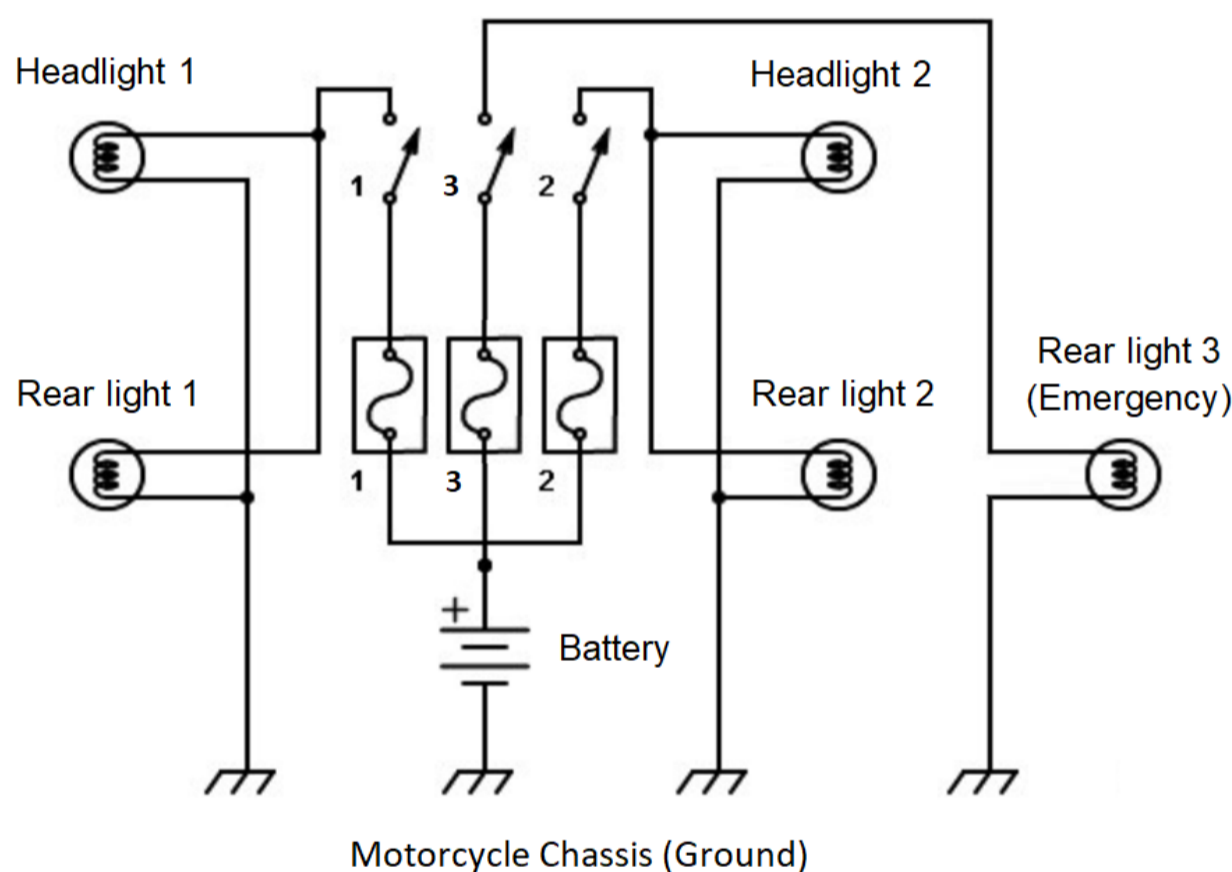 Headlight 1
Headlight 2
1
3
2
Rear light 1
Rear light 2
Rear light 3
(Emergency)
1
3
2
+
Battery
Motorcycle Chassis (Ground)